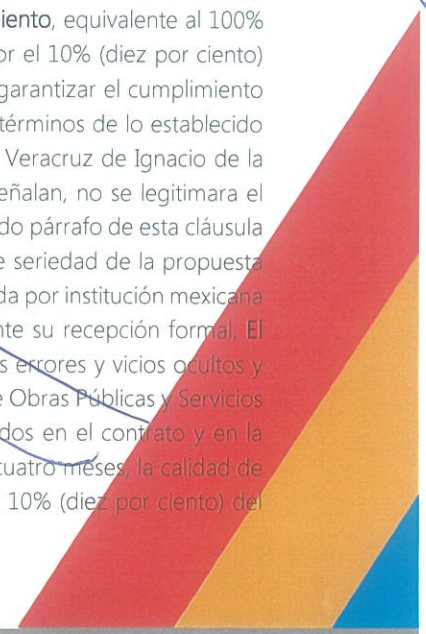 iento, equivalente al 100%
or el 10% (diez por ciento)
garantizar el cumplimiento
términos de lo establecido
Veracruz de Ignacio de la
eñalan, no se legitimara el
do párrafo de esta cláusula
e seriedad de la propuesta
da por institución mexicana
nte su recepción formal. El
s errores y vicios ocultos y
e Obras Públicas y Servicios
dos en el contrato y en la
cuatro meses, la calidad de
10% (diez por ciento) del